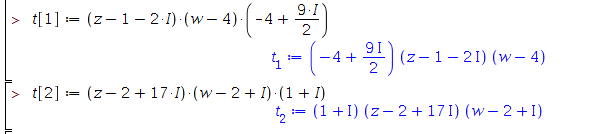 > t[1] := (z − 1 − 2·I)·(w − 4)·(−4 + 9·I/2)
t₁ := (−4 + 9 I/2) (z − 1 − 2 I) (w − 4)
> t[2] := (z − 2 + 17·I)·(w − 2 + I)·(1 + I)
t₂ := (1 + I) (z − 2 + 17 I) (w − 2 + I)